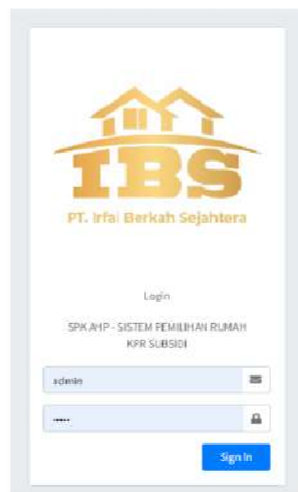 IBS
PT. Irfai Berkah Sejahtera
Login
SPK AHP - SISTEM PEMILIHAN RUMAH
KPR SUBSIDI
admin
•••••
Sign In